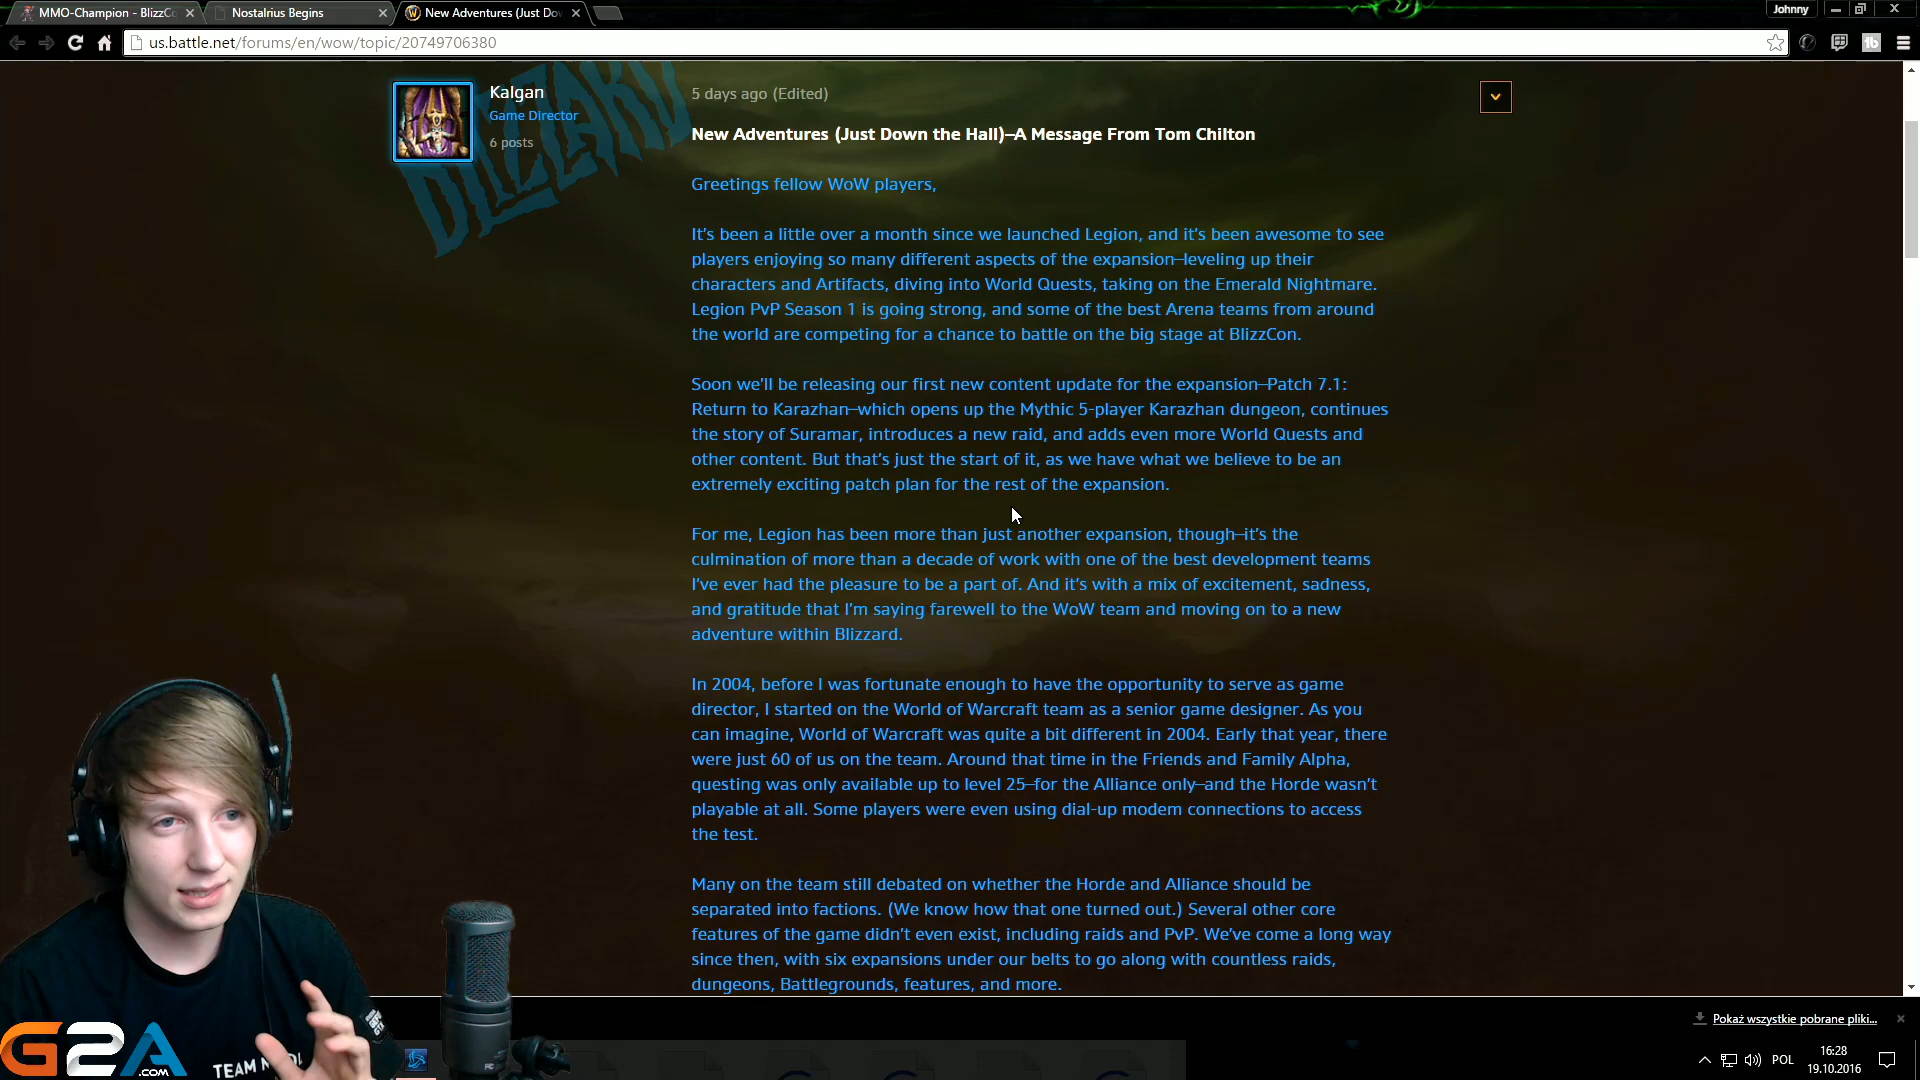 MMO-Champion - BlizzCo
Nostalrius Begins
New Adventures (Just Dov
Johnny
us.battle.net/forums/en/wow/topic/20749706380
BLIZZARD
Kalgan
Game Director
6 posts
5 days ago (Edited)
New Adventures (Just Down the Hall)—A Message From Tom Chilton
Greetings fellow WoW players,
It's been a little over a month since we launched Legion, and it's been awesome to see
players enjoying so many different aspects of the expansion—leveling up their
characters and Artifacts, diving into World Quests, taking on the Emerald Nightmare.
Legion PvP Season 1 is going strong, and some of the best Arena teams from around
the world are competing for a chance to battle on the big stage at BlizzCon.
Soon we'll be releasing our first new content update for the expansion—Patch 7.1:
Return to Karazhan—which opens up the Mythic 5-player Karazhan dungeon, continues
the story of Suramar, introduces a new raid, and adds even more World Quests and
other content. But that's just the start of it, as we have what we believe to be an
extremely exciting patch plan for the rest of the expansion.
For me, Legion has been more than just another expansion, though—it's the
culmination of more than a decade of work with one of the best development teams
I've ever had the pleasure to be a part of. And it's with a mix of excitement, sadness,
and gratitude that I'm saying farewell to the WoW team and moving on to a new
adventure within Blizzard.
In 2004, before I was fortunate enough to have the opportunity to serve as game
director, I started on the World of Warcraft team as a senior game designer. As you
can imagine, World of Warcraft was quite a bit different in 2004. Early that year, there
were just 60 of us on the team. Around that time in the Friends and Family Alpha,
questing was only available up to level 25—for the Alliance only—and the Horde wasn't
playable at all. Some players were even using dial-up modem connections to access
the test.
Many on the team still debated on whether the Horde and Alliance should be
separated into factions. (We know how that one turned out.) Several other core
features of the game didn't even exist, including raids and PvP. We've come a long way
since then, with six expansions under our belts to go along with countless raids,
dungeons, Battlegrounds, features, and more.
Pokaż wszystkie pobrane pliki...
G2A
.COM
TEAM
POL
16:28
19.10.2016